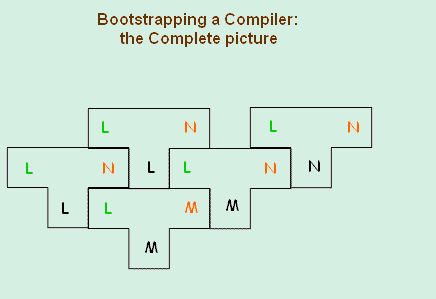 Bootstrapping a Compiler:
the Complete picture
L N L N
L N L L N N
L L M M
M